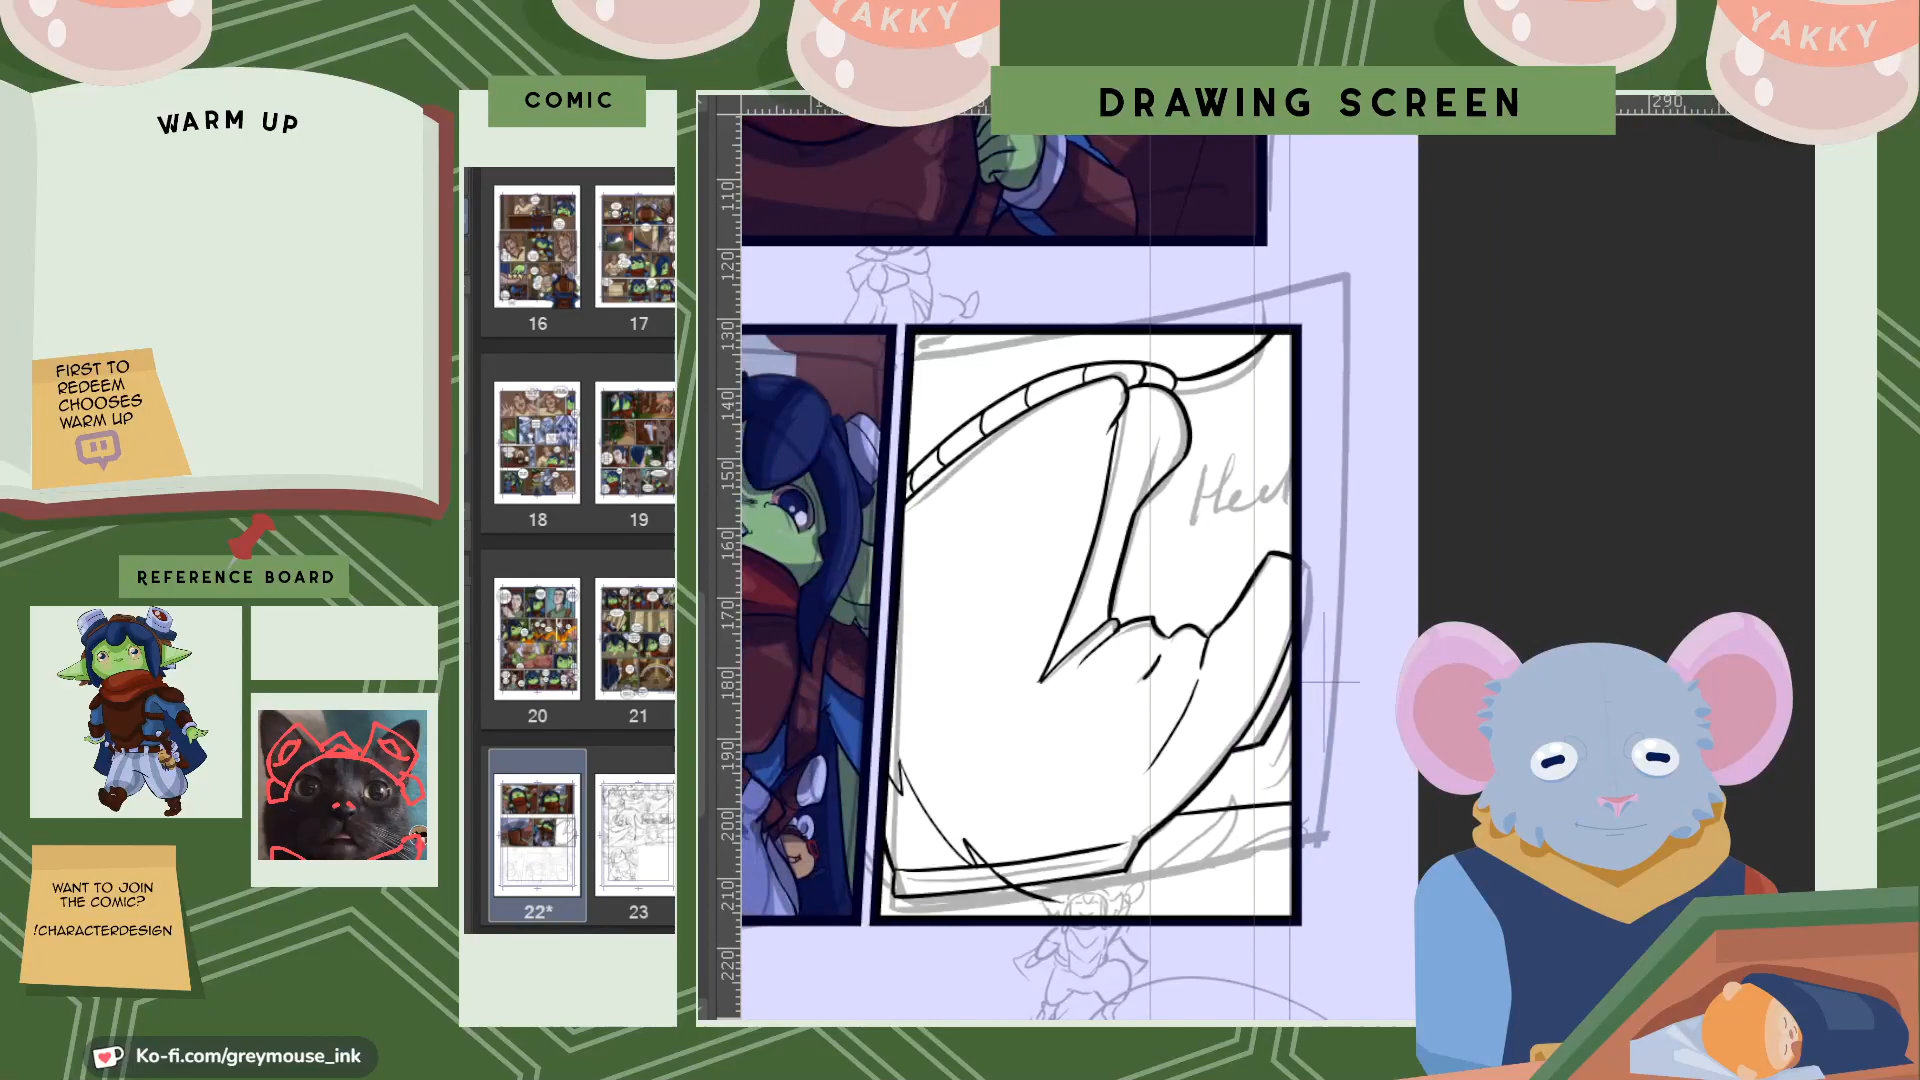 YAKKY
YAKKY
WARM UP
COMIC
DRAWING SCREEN
290
FIRST TO
REDEEM
CHOOSES
WARM UP
16
17
18
19
20
21
22*
23
110
120
130
140
150
160
170
180
190
200
210
220
REFERENCE BOARD
WANT TO JOIN
THE COMIC?
!CHARACTERDESIGN
Ko-fi.com/greymouse_ink